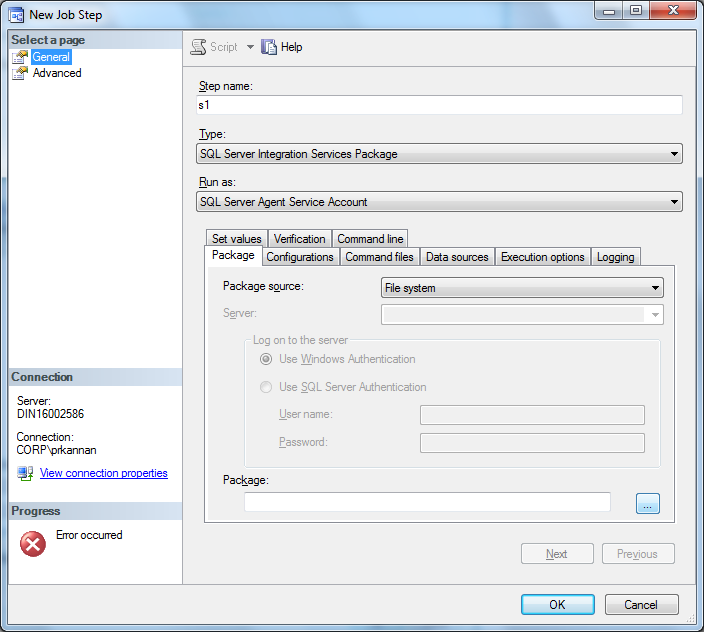 New Job Step
Select a page
General
Advanced
Script
Help
Step name:
s1
Type:
SQL Server Integration Services Package
Run as:
SQL Server Agent Service Account
Set values
Verification
Command line
Package
Configurations
Command files
Data sources
Execution options
Logging
Package source:
File system
Server:
Log on to the server
Use Windows Authentication
Use SQL Server Authentication
User name:
Password:
Package:
...
Connection
Server:
DIN16002586
Connection:
CORP\prkannan
View connection properties
Progress
Error occurred
Next
Previous
OK
Cancel